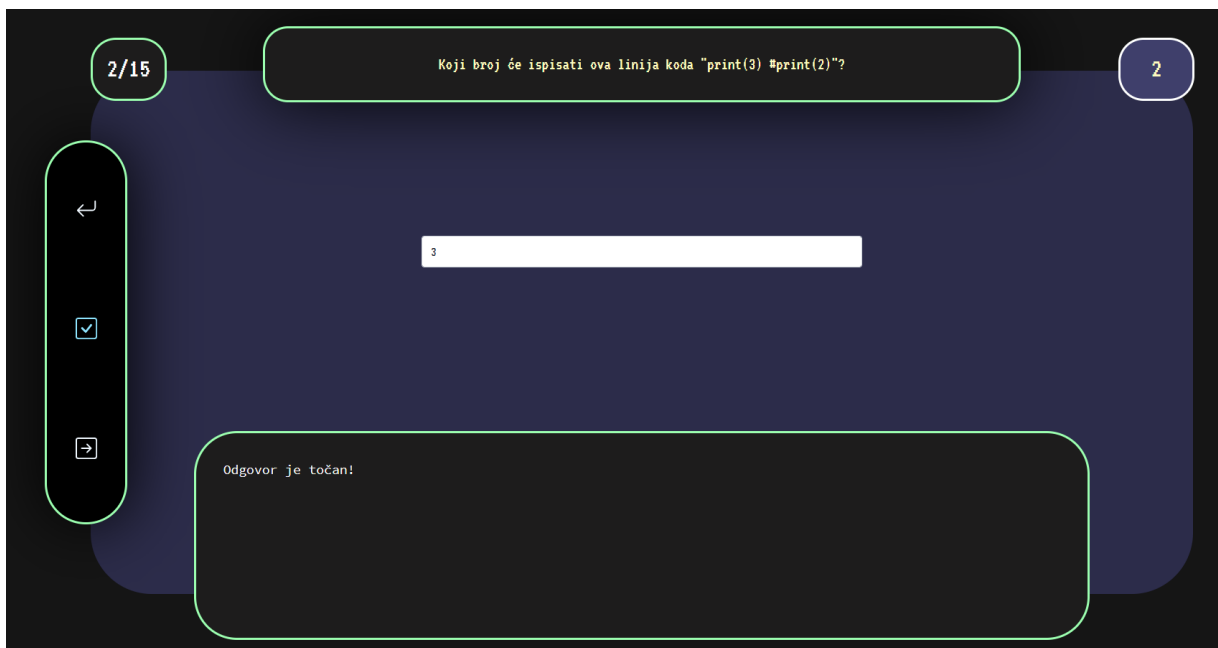 2/15
Koji broj će ispisati ova linija koda "print(3) #print(2)"?
2
3
Odgovor je točan!